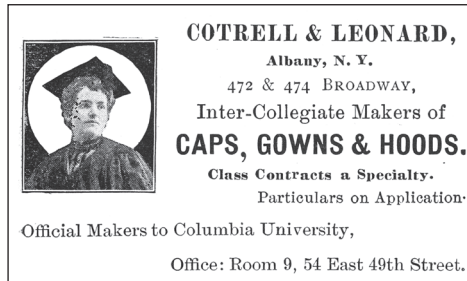 COTRELL & LEONARD,
Albany, N. Y.
472 & 474 BROADWAY,
Inter-Collegiate Makers of
CAPS, GOWNS & HOODS.
Class Contracts a Specialty.
Particulars on Application.
Official Makers to Columbia University,
Office: Room 9, 54 East 49th Street.